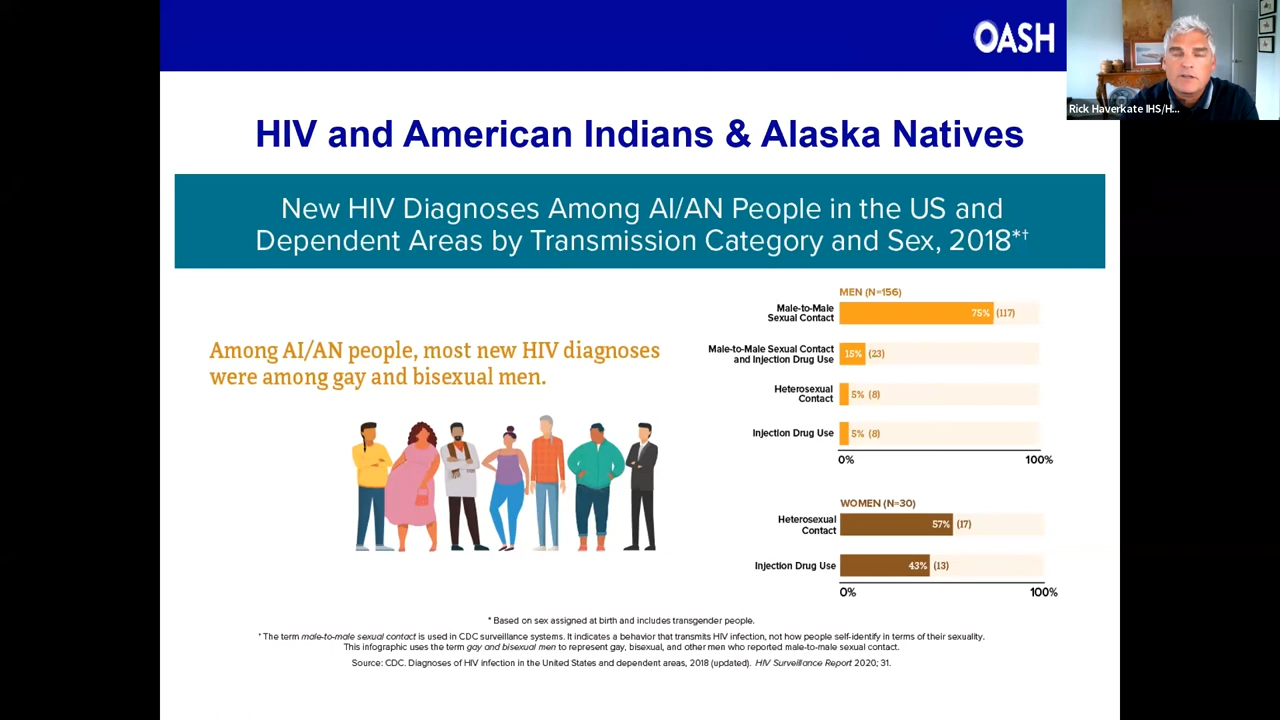 OASH
Rick Haverkate IHS/H...
HIV and American Indians & Alaska Natives
New HIV Diagnoses Among AI/AN People in the US and
Dependent Areas by Transmission Category and Sex, 2018*†
Among AI/AN people, most new HIV diagnoses
were among gay and bisexual men.
MEN (N=156)
Male-to-Male
Sexual Contact
75% (117)
Male-to-Male Sexual Contact
and Injection Drug Use
15% (23)
Heterosexual
Contact
5% (8)
Injection Drug Use
5% (8)
0% 100%
WOMEN (N=30)
Heterosexual
Contact
57% (17)
Injection Drug Use
43% (13)
0% 100%
* Based on sex assigned at birth and includes transgender people.
† The term male-to-male sexual contact is used in CDC surveillance systems. It indicates a behavior that transmits HIV infection, not how people self-identify in terms of their sexuality.
This infographic uses the term gay and bisexual men to represent gay, bisexual, and other men who reported male-to-male sexual contact.
Source: CDC. Diagnoses of HIV infection in the United States and dependent areas, 2018 (updated). HIV Surveillance Report 2020; 31.